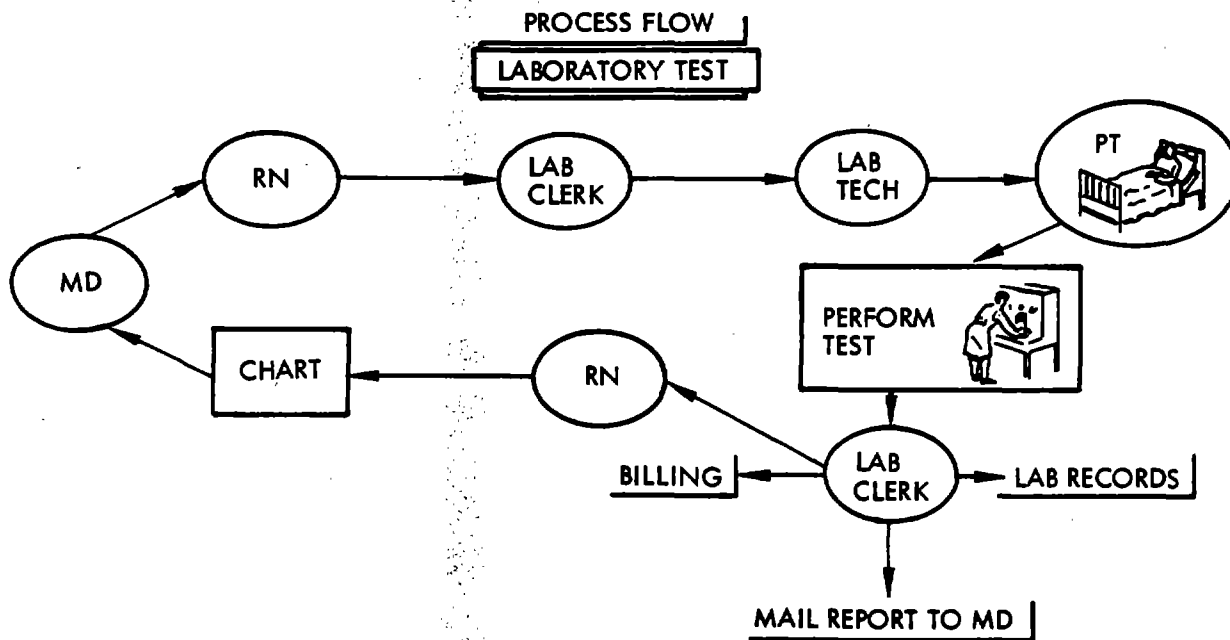 PROCESS FLOW
LABORATORY TEST
RN
LAB
CLERK
LAB
TECH
PT
MD
PERFORM
TEST
CHART
RN
LAB
CLERK
BILLING
LAB RECORDS
MAIL REPORT TO MD